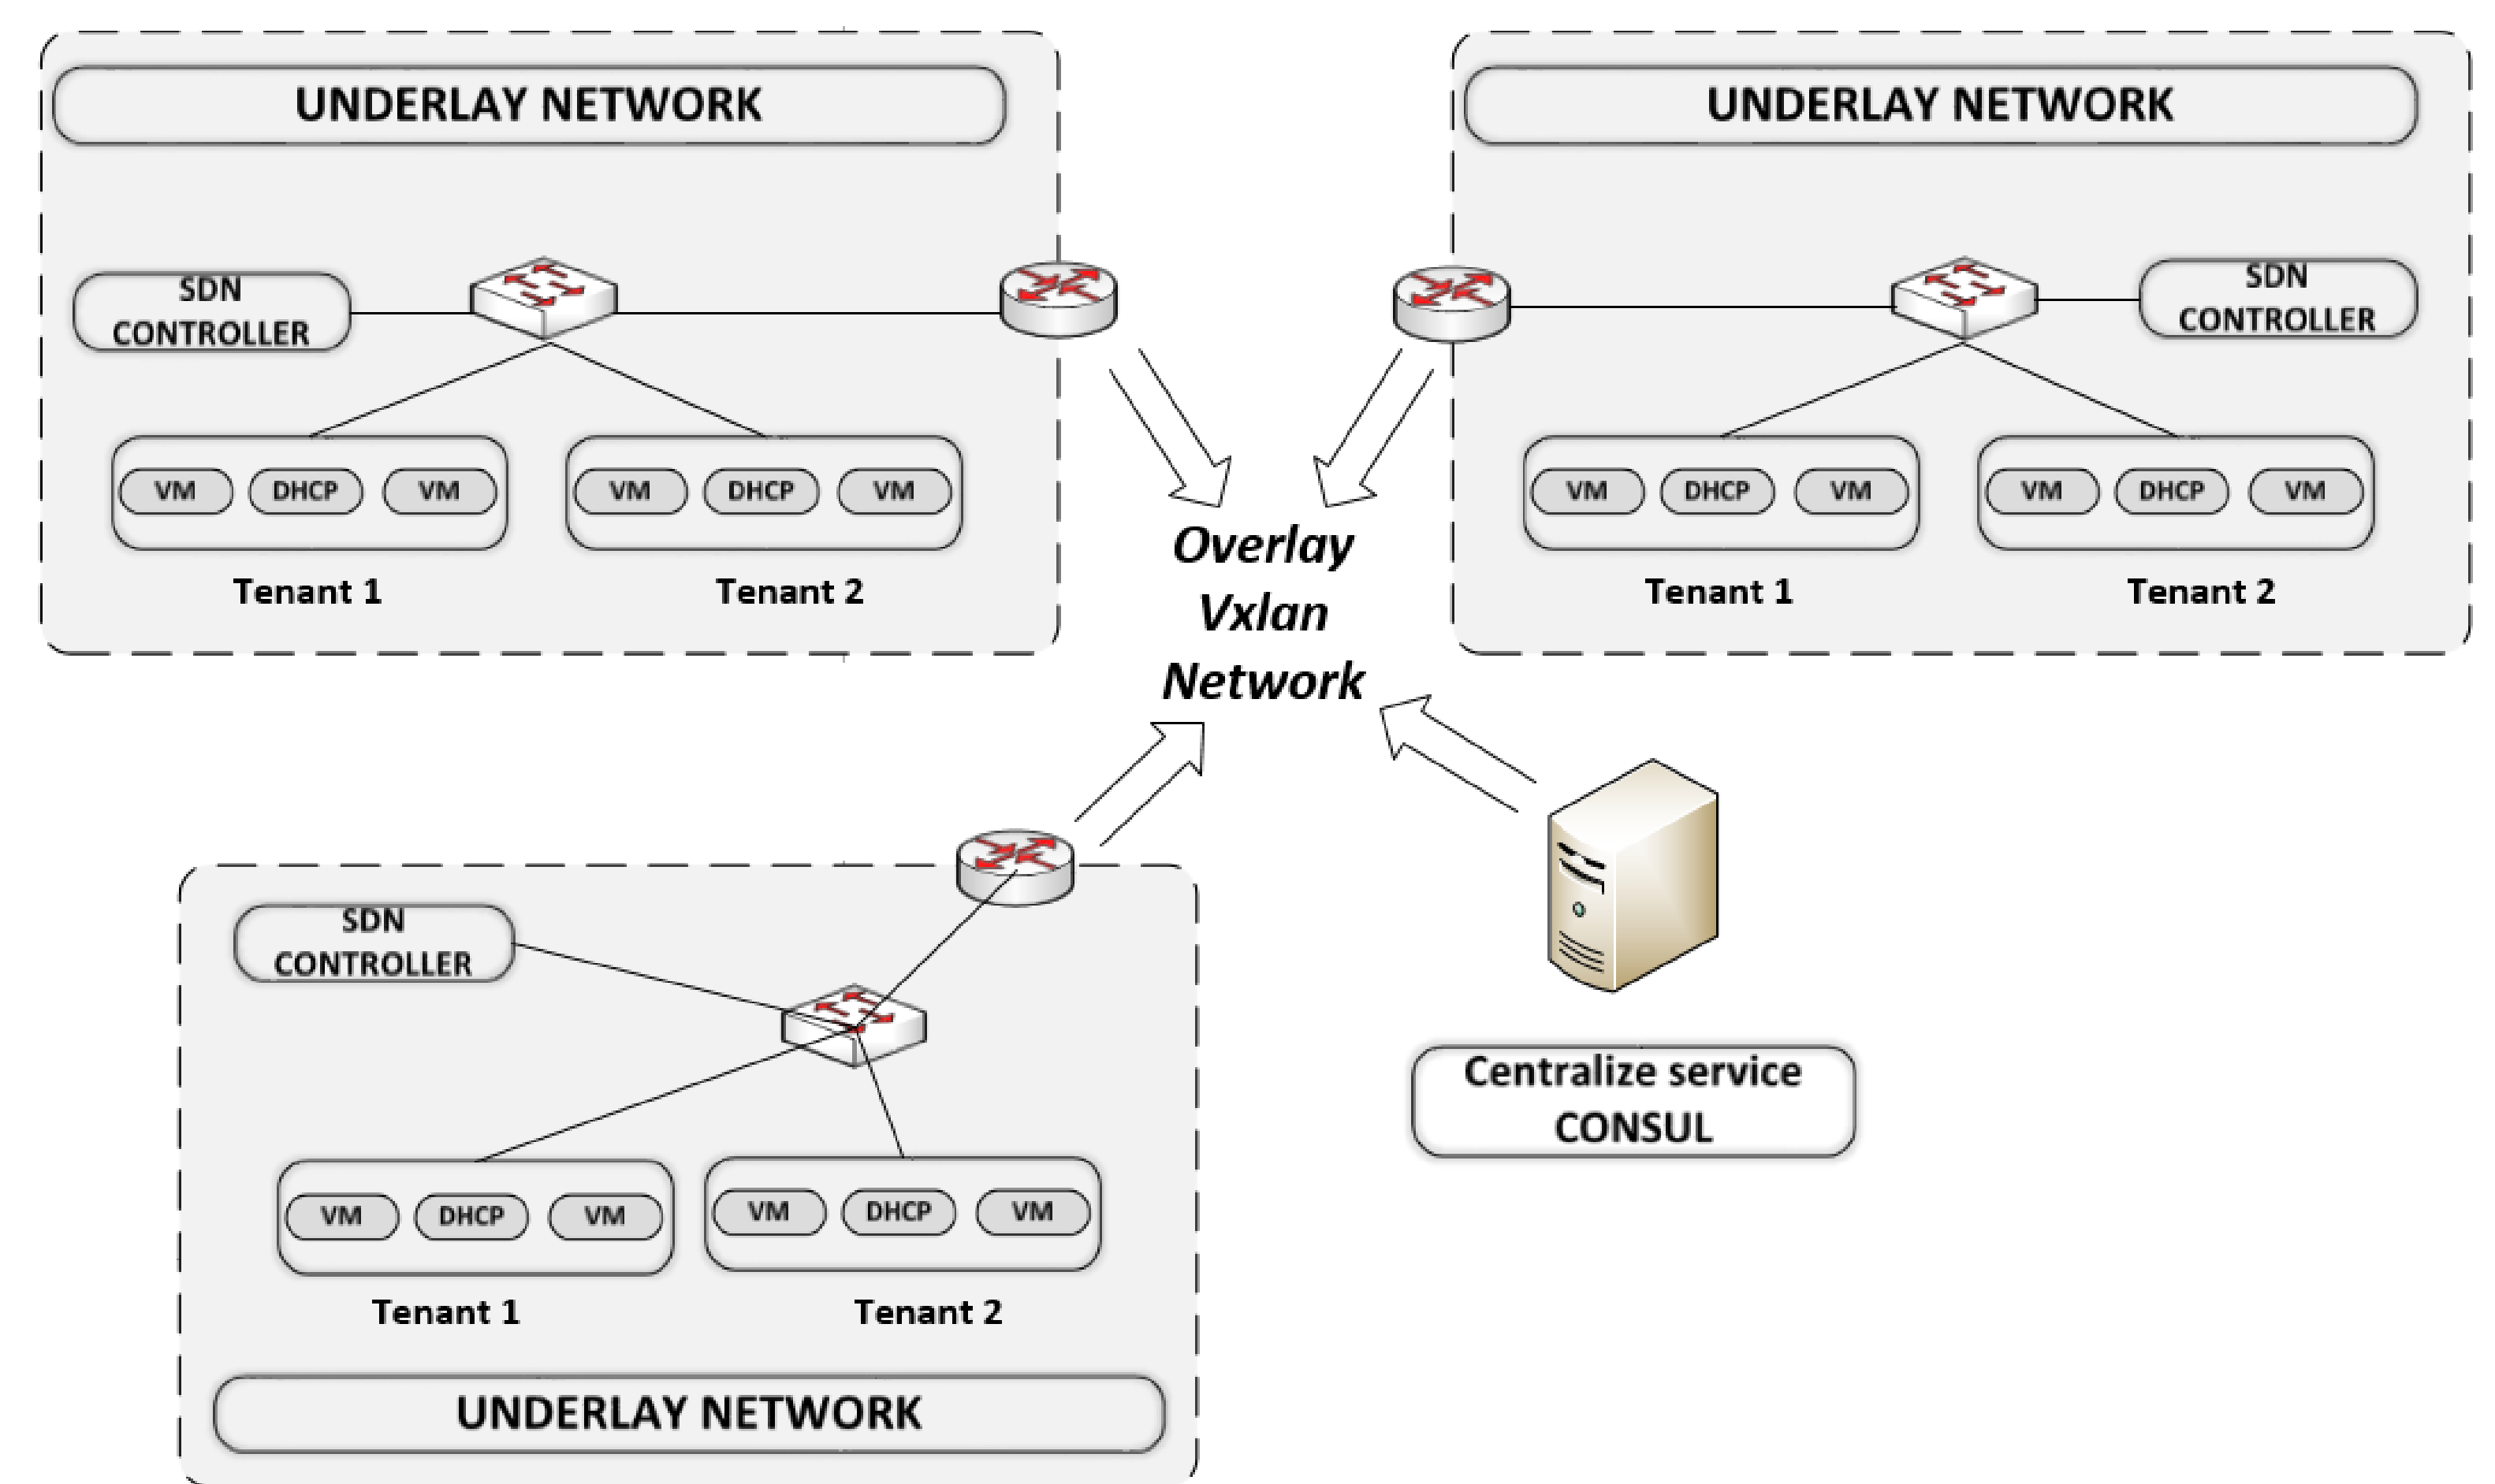 UNDERLAY NETWORK
SDN
CONTROLLER
VM DHCP VM
VM DHCP VM
Tenant 1
Tenant 2
UNDERLAY NETWORK
SDN
CONTROLLER
VM DHCP VM
VM DHCP VM
Tenant 1
Tenant 2
Overlay
Vxlan
Network
SDN
CONTROLLER
VM DHCP VM
VM DHCP VM
Tenant 1
Tenant 2
UNDERLAY NETWORK
Centralize service
CONSUL